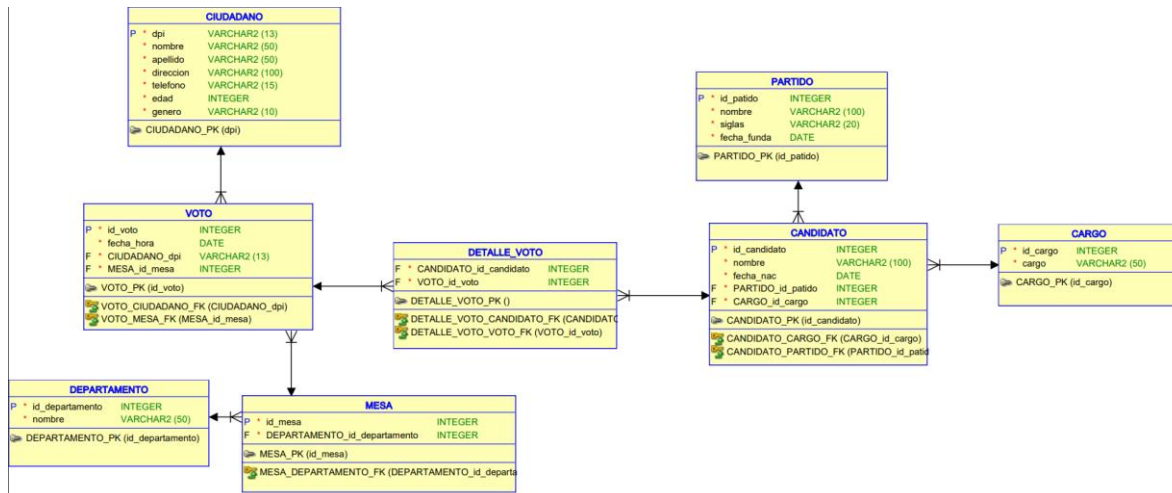 CIUDADANO
P * dpi VARCHAR2 (13)
* nombre VARCHAR2 (50)
* apellido VARCHAR2 (50)
* direccion VARCHAR2 (100)
* telefono VARCHAR2 (15)
* edad INTEGER
* genero VARCHAR2 (10)
CIUDADANO_PK (dpi)
PARTIDO
P * id_patido INTEGER
* nombre VARCHAR2 (100)
* siglas VARCHAR2 (20)
* fecha_funda DATE
PARTIDO_PK (id_patido)
VOTO
P * id_voto INTEGER
* fecha_hora DATE
F * CIUDADANO_dpi VARCHAR2 (13)
F * MESA_id_mesa INTEGER
VOTO_PK (id_voto)
VOTO_CIUDADANO_FK (CIUDADANO_dpi)
VOTO_MESA_FK (MESA_id_mesa)
DETALLE_VOTO
F * CANDIDATO_id_candidato INTEGER
F * VOTO_id_voto INTEGER
DETALLE_VOTO_PK ()
DETALLE_VOTO_CANDIDATO_FK (CANDIDATO
DETALLE_VOTO_VOTO_FK (VOTO_id_voto)
CANDIDATO
P * id_candidato INTEGER
* nombre VARCHAR2 (100)
* fecha_nac DATE
F * PARTIDO_id_patido INTEGER
F * CARGO_id_cargo INTEGER
CANDIDATO_PK (id_candidato)
CANDIDATO_CARGO_FK (CARGO_id_cargo)
CANDIDATO_PARTIDO_FK (PARTIDO_id_patid
CARGO
P * id_cargo INTEGER
* cargo VARCHAR2 (50)
CARGO_PK (id_cargo)
DEPARTAMENTO
P * id_departamento INTEGER
* nombre VARCHAR2 (50)
DEPARTAMENTO_PK (id_departamento)
MESA
P * id_mesa INTEGER
F * DEPARTAMENTO_id_departamento INTEGER
MESA_PK (id_mesa)
MESA_DEPARTAMENTO_FK (DEPARTAMENTO_id_departa